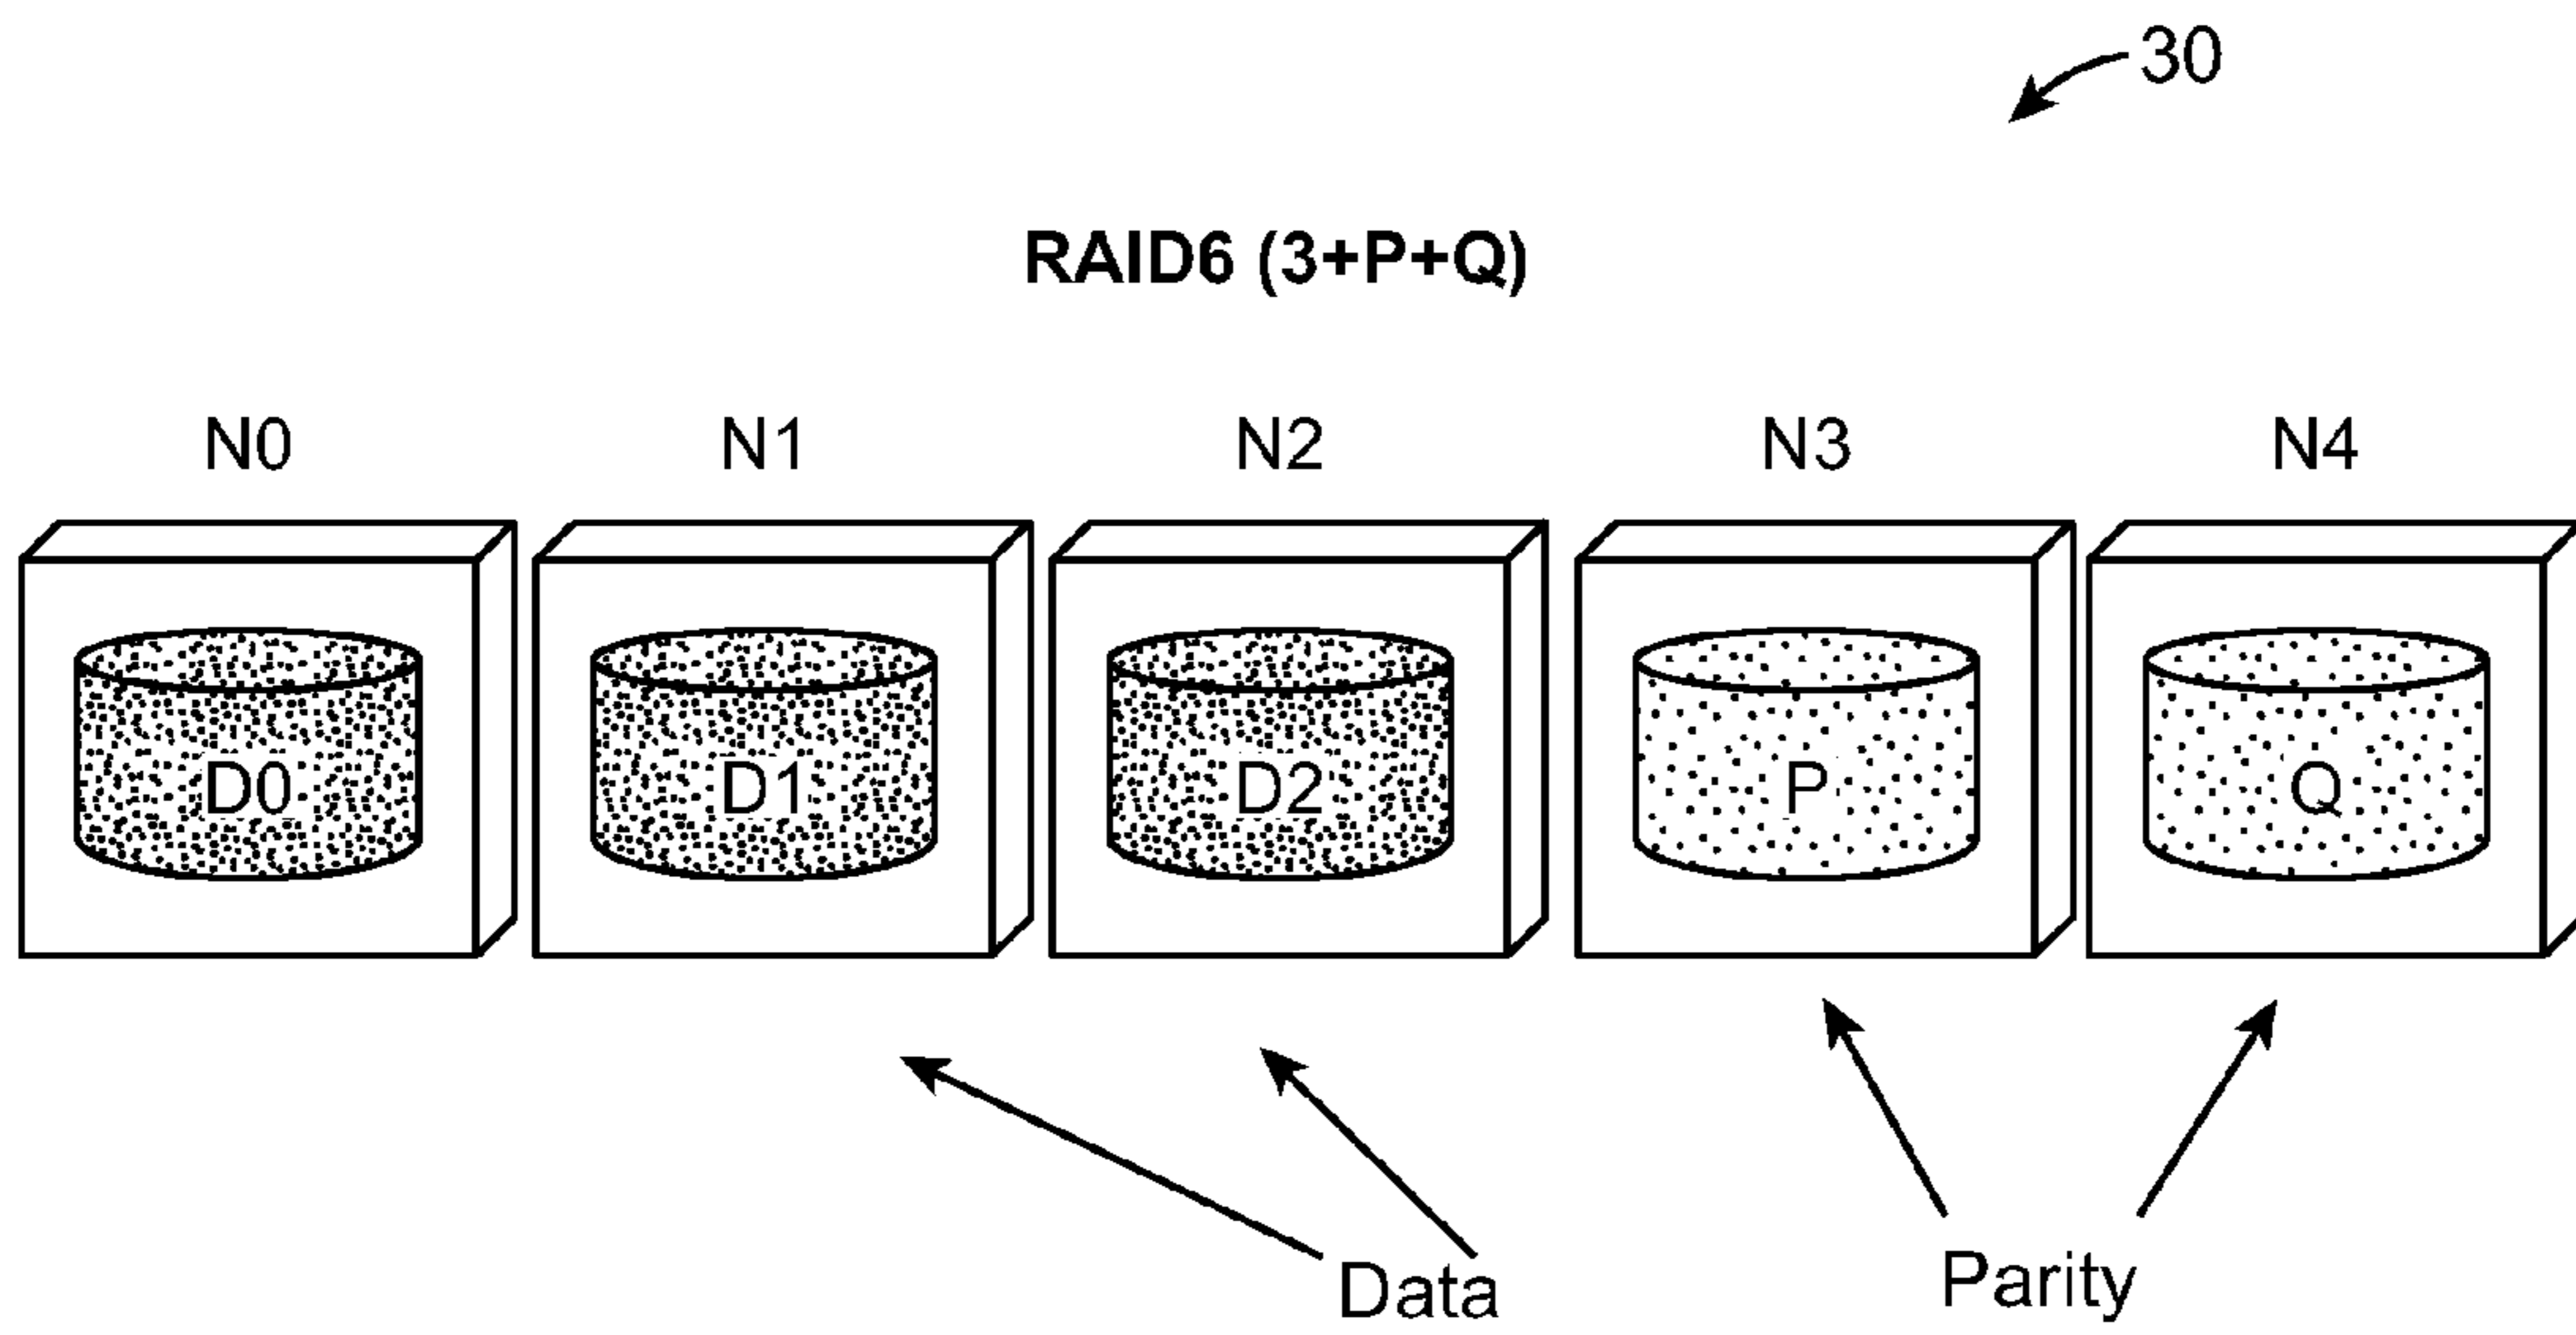 30
RAID6 (3+P+Q)
N0 N1 N2 N3 N4
D0 D1 D2 P Q
Data Parity